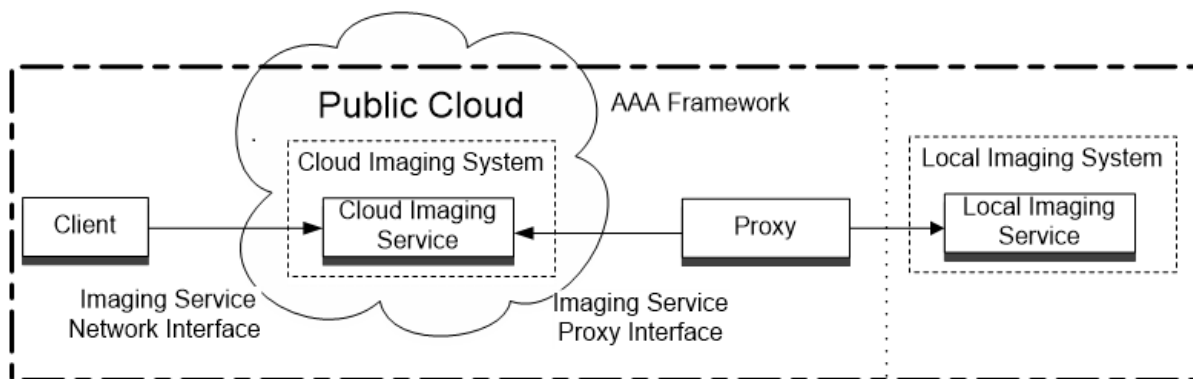 Public Cloud
AAA Framework
Cloud Imaging System
Local Imaging System
Client
Cloud Imaging
Service
Proxy
Local Imaging
Service
Imaging Service
Network Interface
Imaging Service
Proxy Interface